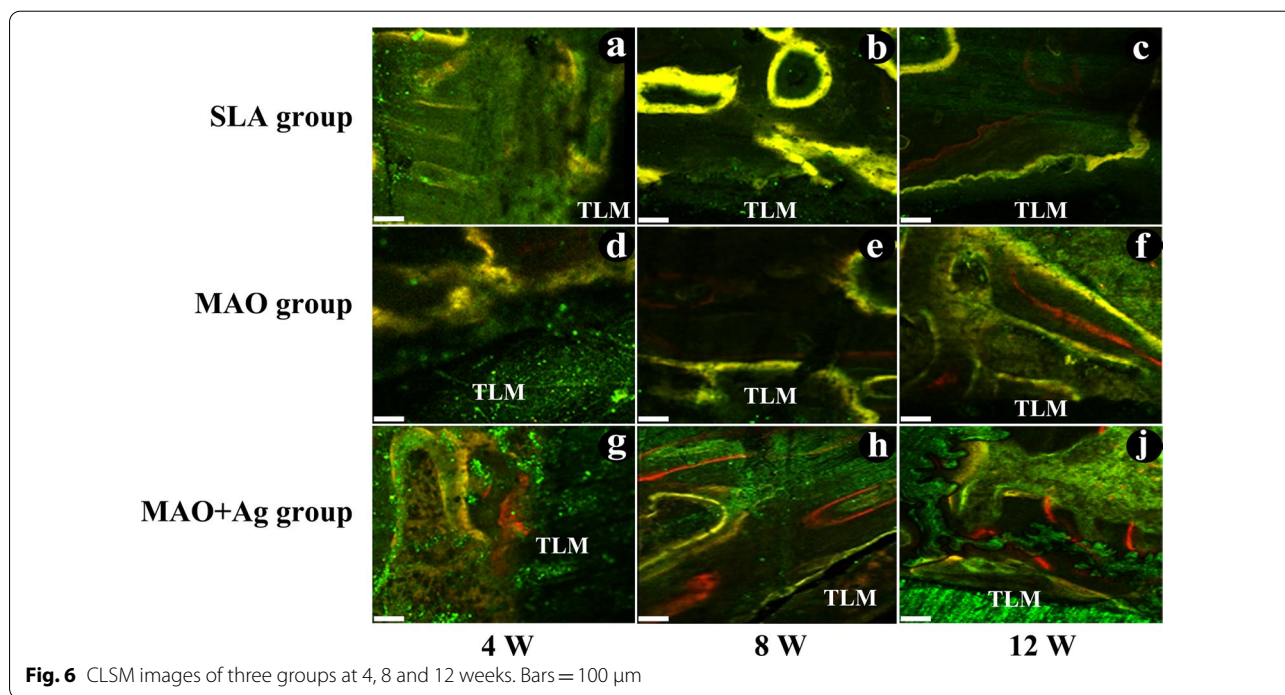 SLA group
a
TLM
b
TLM
c
TLM
MAO group
d
TLM
e
TLM
f
TLM
MAO+Ag group
g
TLM
h
TLM
j
TLM
4 W
8 W
12 W
Fig. 6 CLSM images of three groups at 4, 8 and 12 weeks. Bars = 100 μm